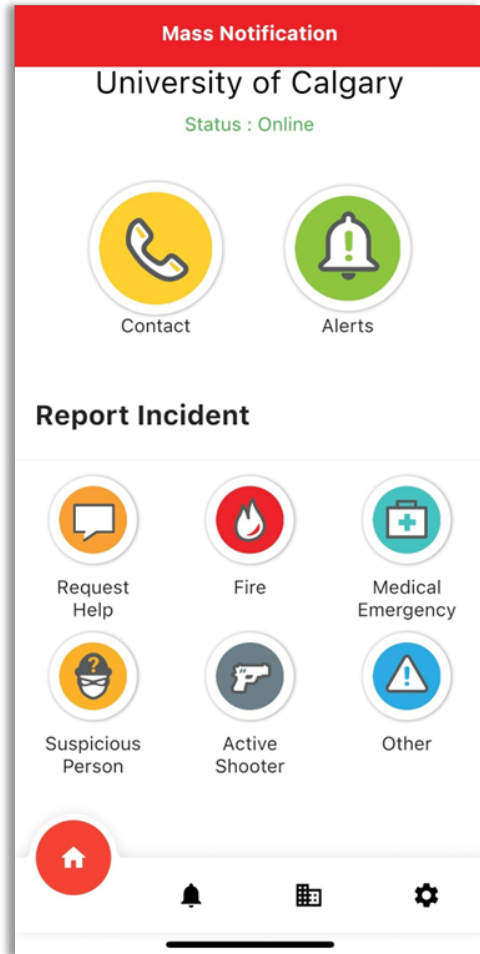 Mass Notification
University of Calgary
Status : Online
Contact
Alerts
Report Incident
Request
Help
Fire
Medical
Emergency
Suspicious
Person
Active
Shooter
Other